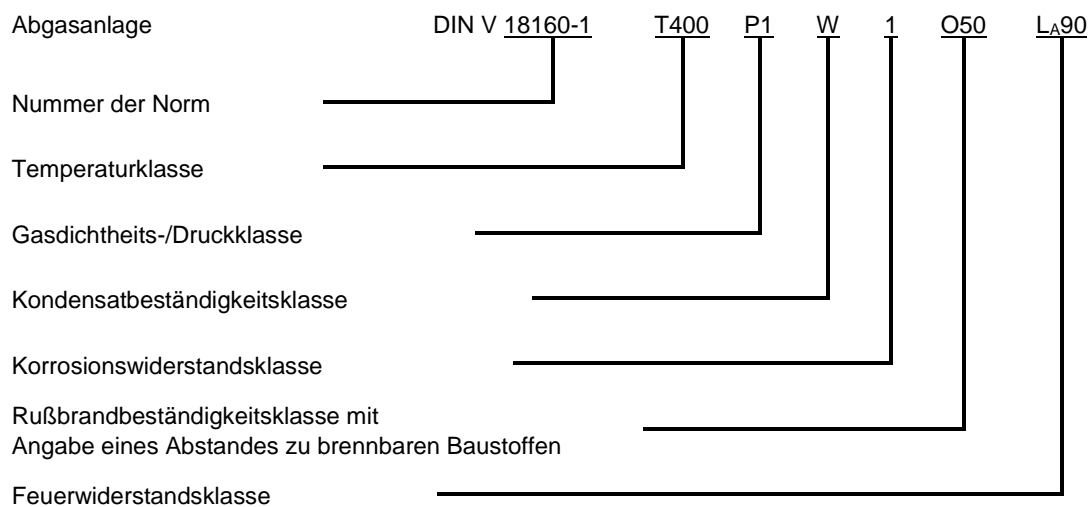 Abgasanlage DIN V 18160-1 T400 P1 W 1 O50 LA90
Nummer der Norm
Temperaturklasse
Gasdichtheits-/Druckklasse
Kondensatbeständigkeitsklasse
Korrosionswiderstandsklasse
Rußbrandbeständigkeitsklasse mit
Angabe eines Abstandes zu brennbaren Baustoffen
Feuerwiderstandsklasse